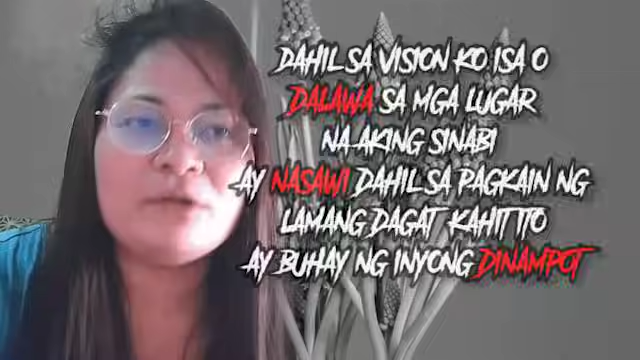 DAHIL SA VISION KO ISA O
DALAWA SA MGA LUGAR
NA AKING SINABI
AY NASAWI DAHIL SA PAGKAIN NG
LAMANG DAGAT KAHIT ITO
AY BUHAY NG INYONG DINAMPOT